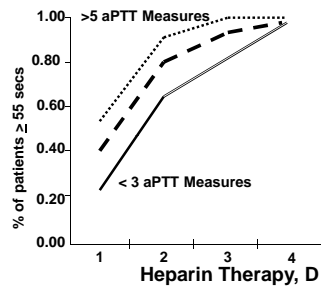 >5 aPTT Measures
1.00
0.80
0.60
0.40
0.20
0.00
% of patients ≥ 55 secs
< 3 aPTT Measures
1 2 3 4
Heparin Therapy, D